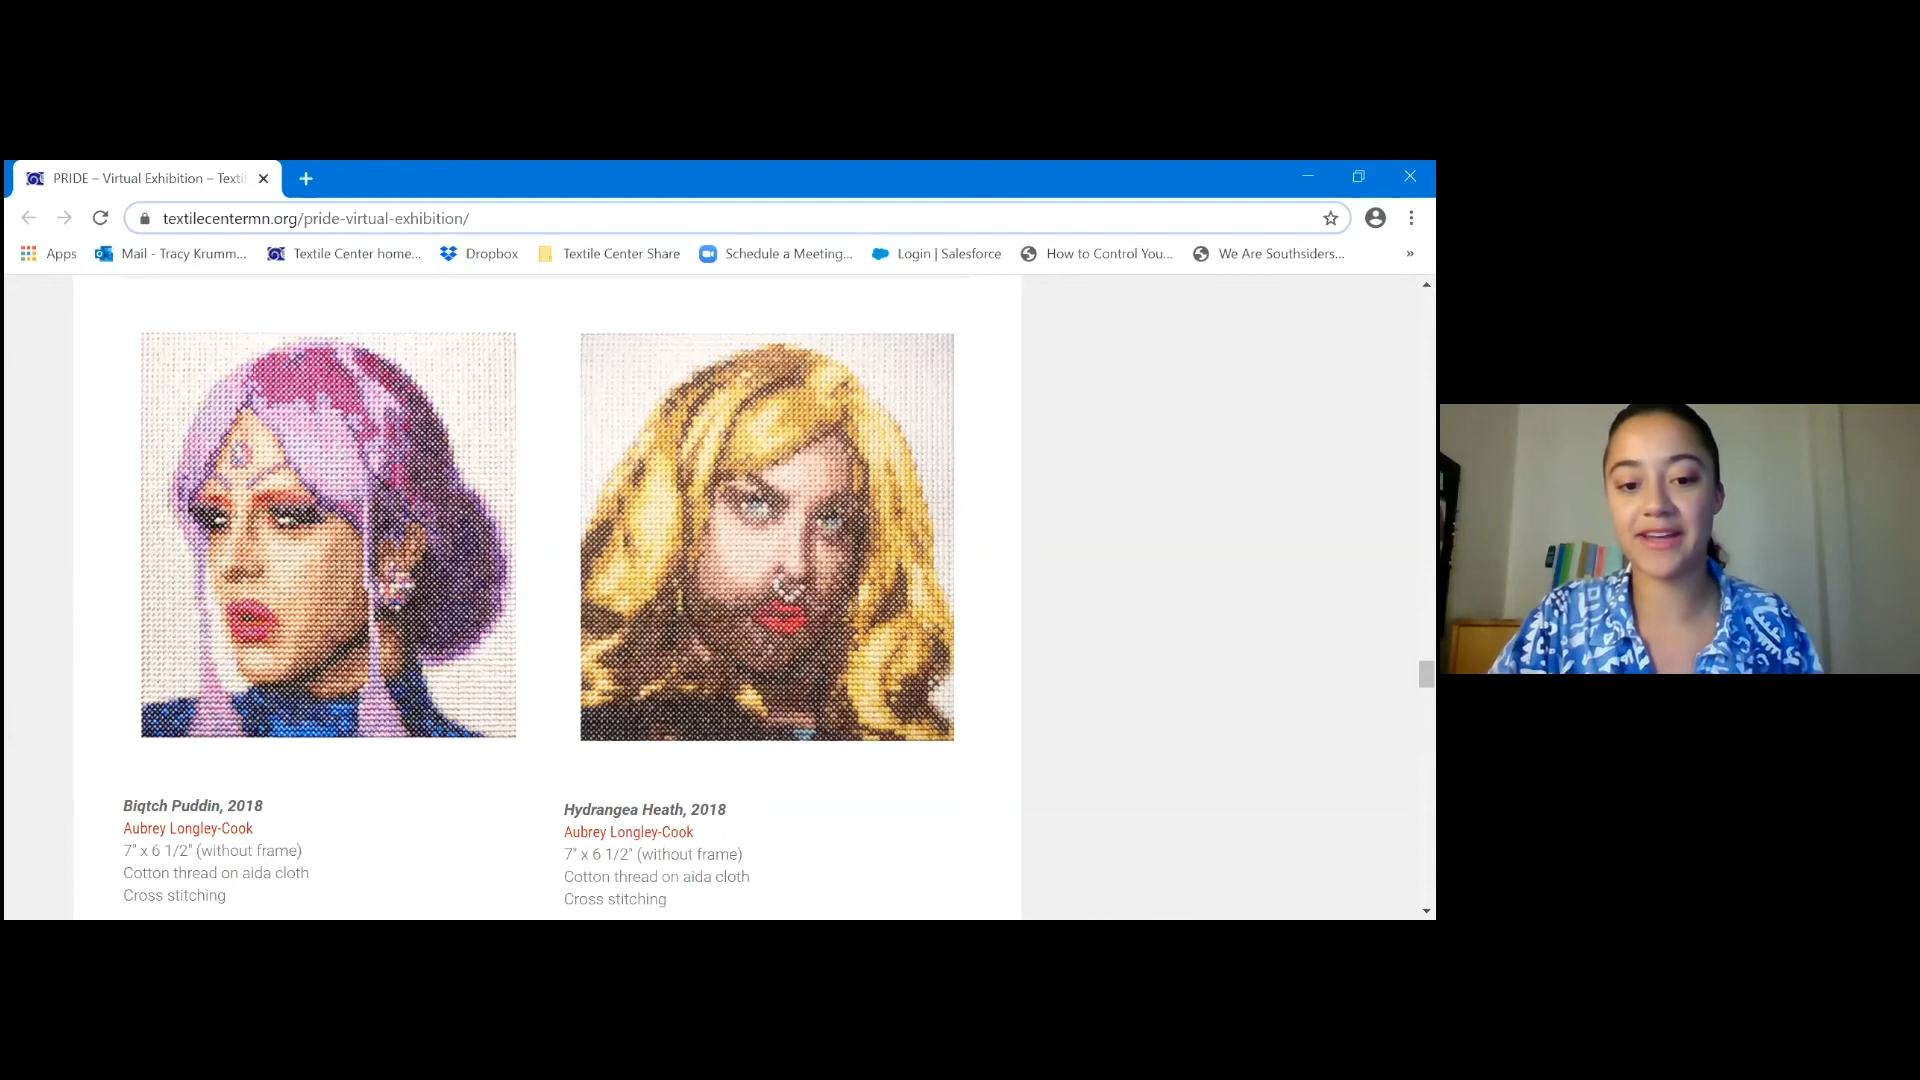 PRIDE – Virtual Exhibition – Texti
textilecentermn.org/pride-virtual-exhibition/
Apps
Mail - Tracy Krumm...
Textile Center home...
Dropbox
Textile Center Share
Schedule a Meeting...
Login | Salesforce
How to Control You...
We Are Southsiders...
»
Biqtch Puddin, 2018
Aubrey Longley-Cook
7" x 6 1/2" (without frame)
Cotton thread on aida cloth
Cross stitching
Hydrangea Heath, 2018
Aubrey Longley-Cook
7" x 6 1/2" (without frame)
Cotton thread on aida cloth
Cross stitching